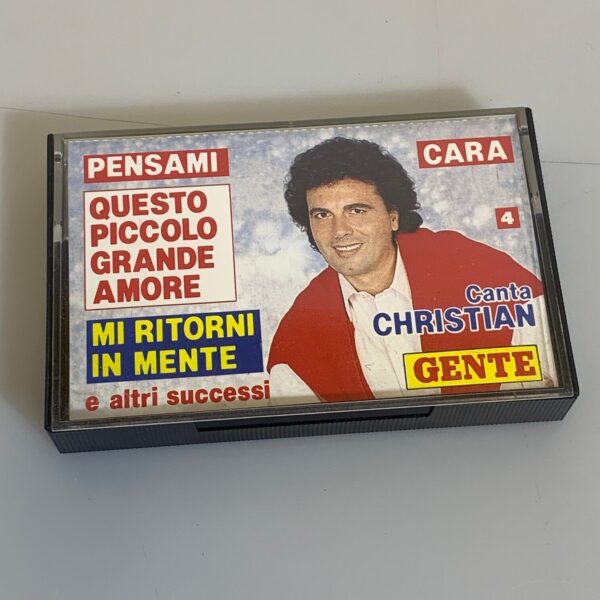 PENSAMI
CARA
QUESTO
PICCOLO
GRANDE
AMORE
4
MI RITORNI
IN MENTE
e altri successi
Canta
CHRISTIAN
GENTE